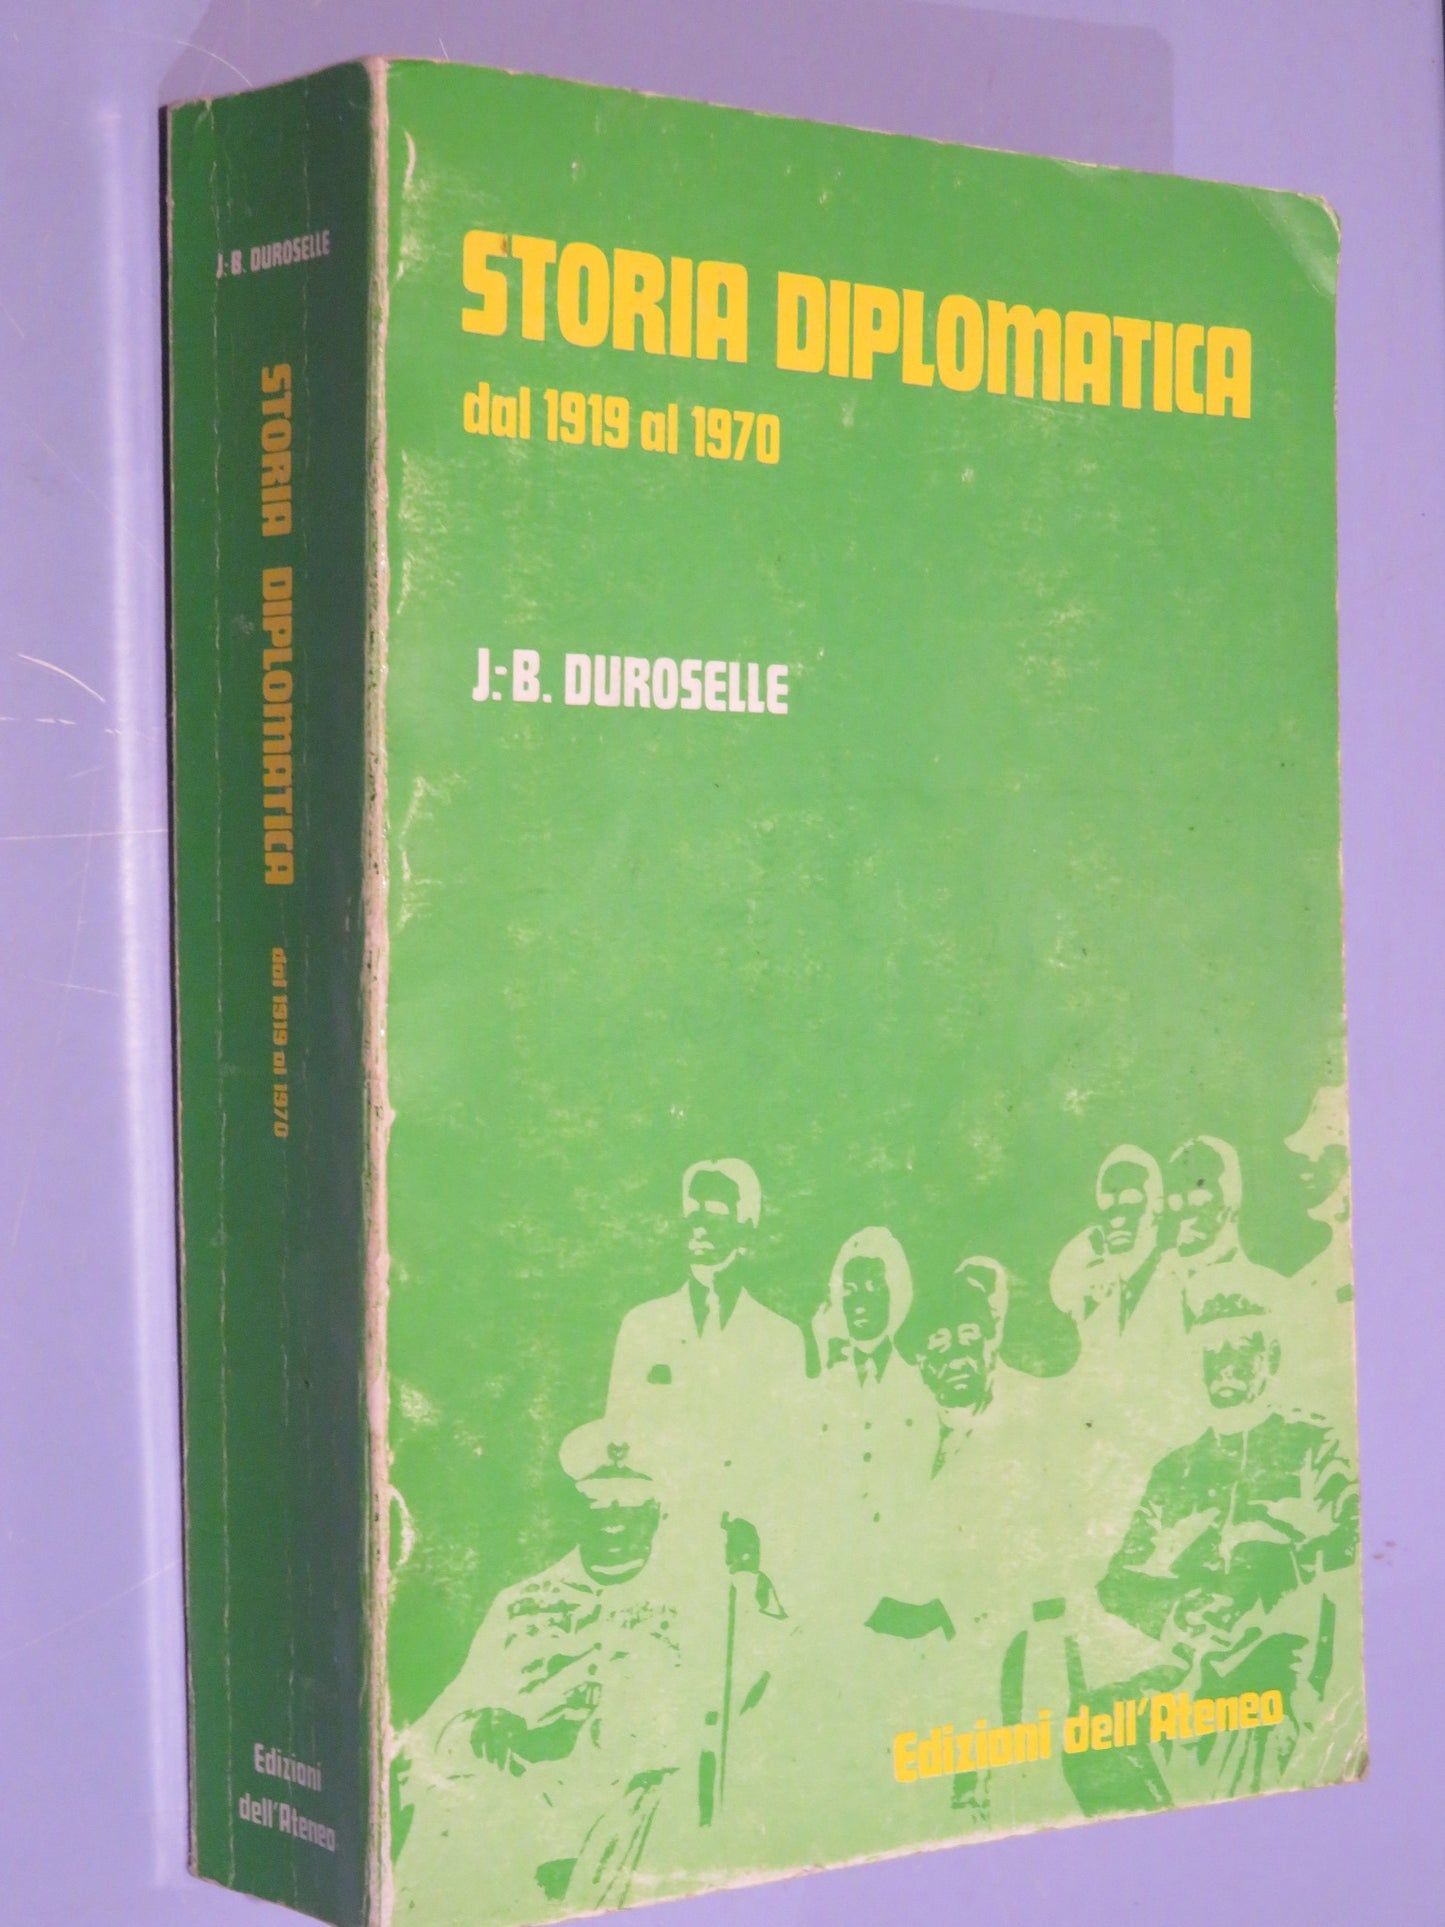 J.-B. DUROSELLE
STORIA DIPLOMATICA dal 1919 al 1970
Edizioni
dell'Ateneo
STORIA DIPLOMATICA
dal 1919 al 1970
J.-B. DUROSELLE
Edizioni dell'Ateneo